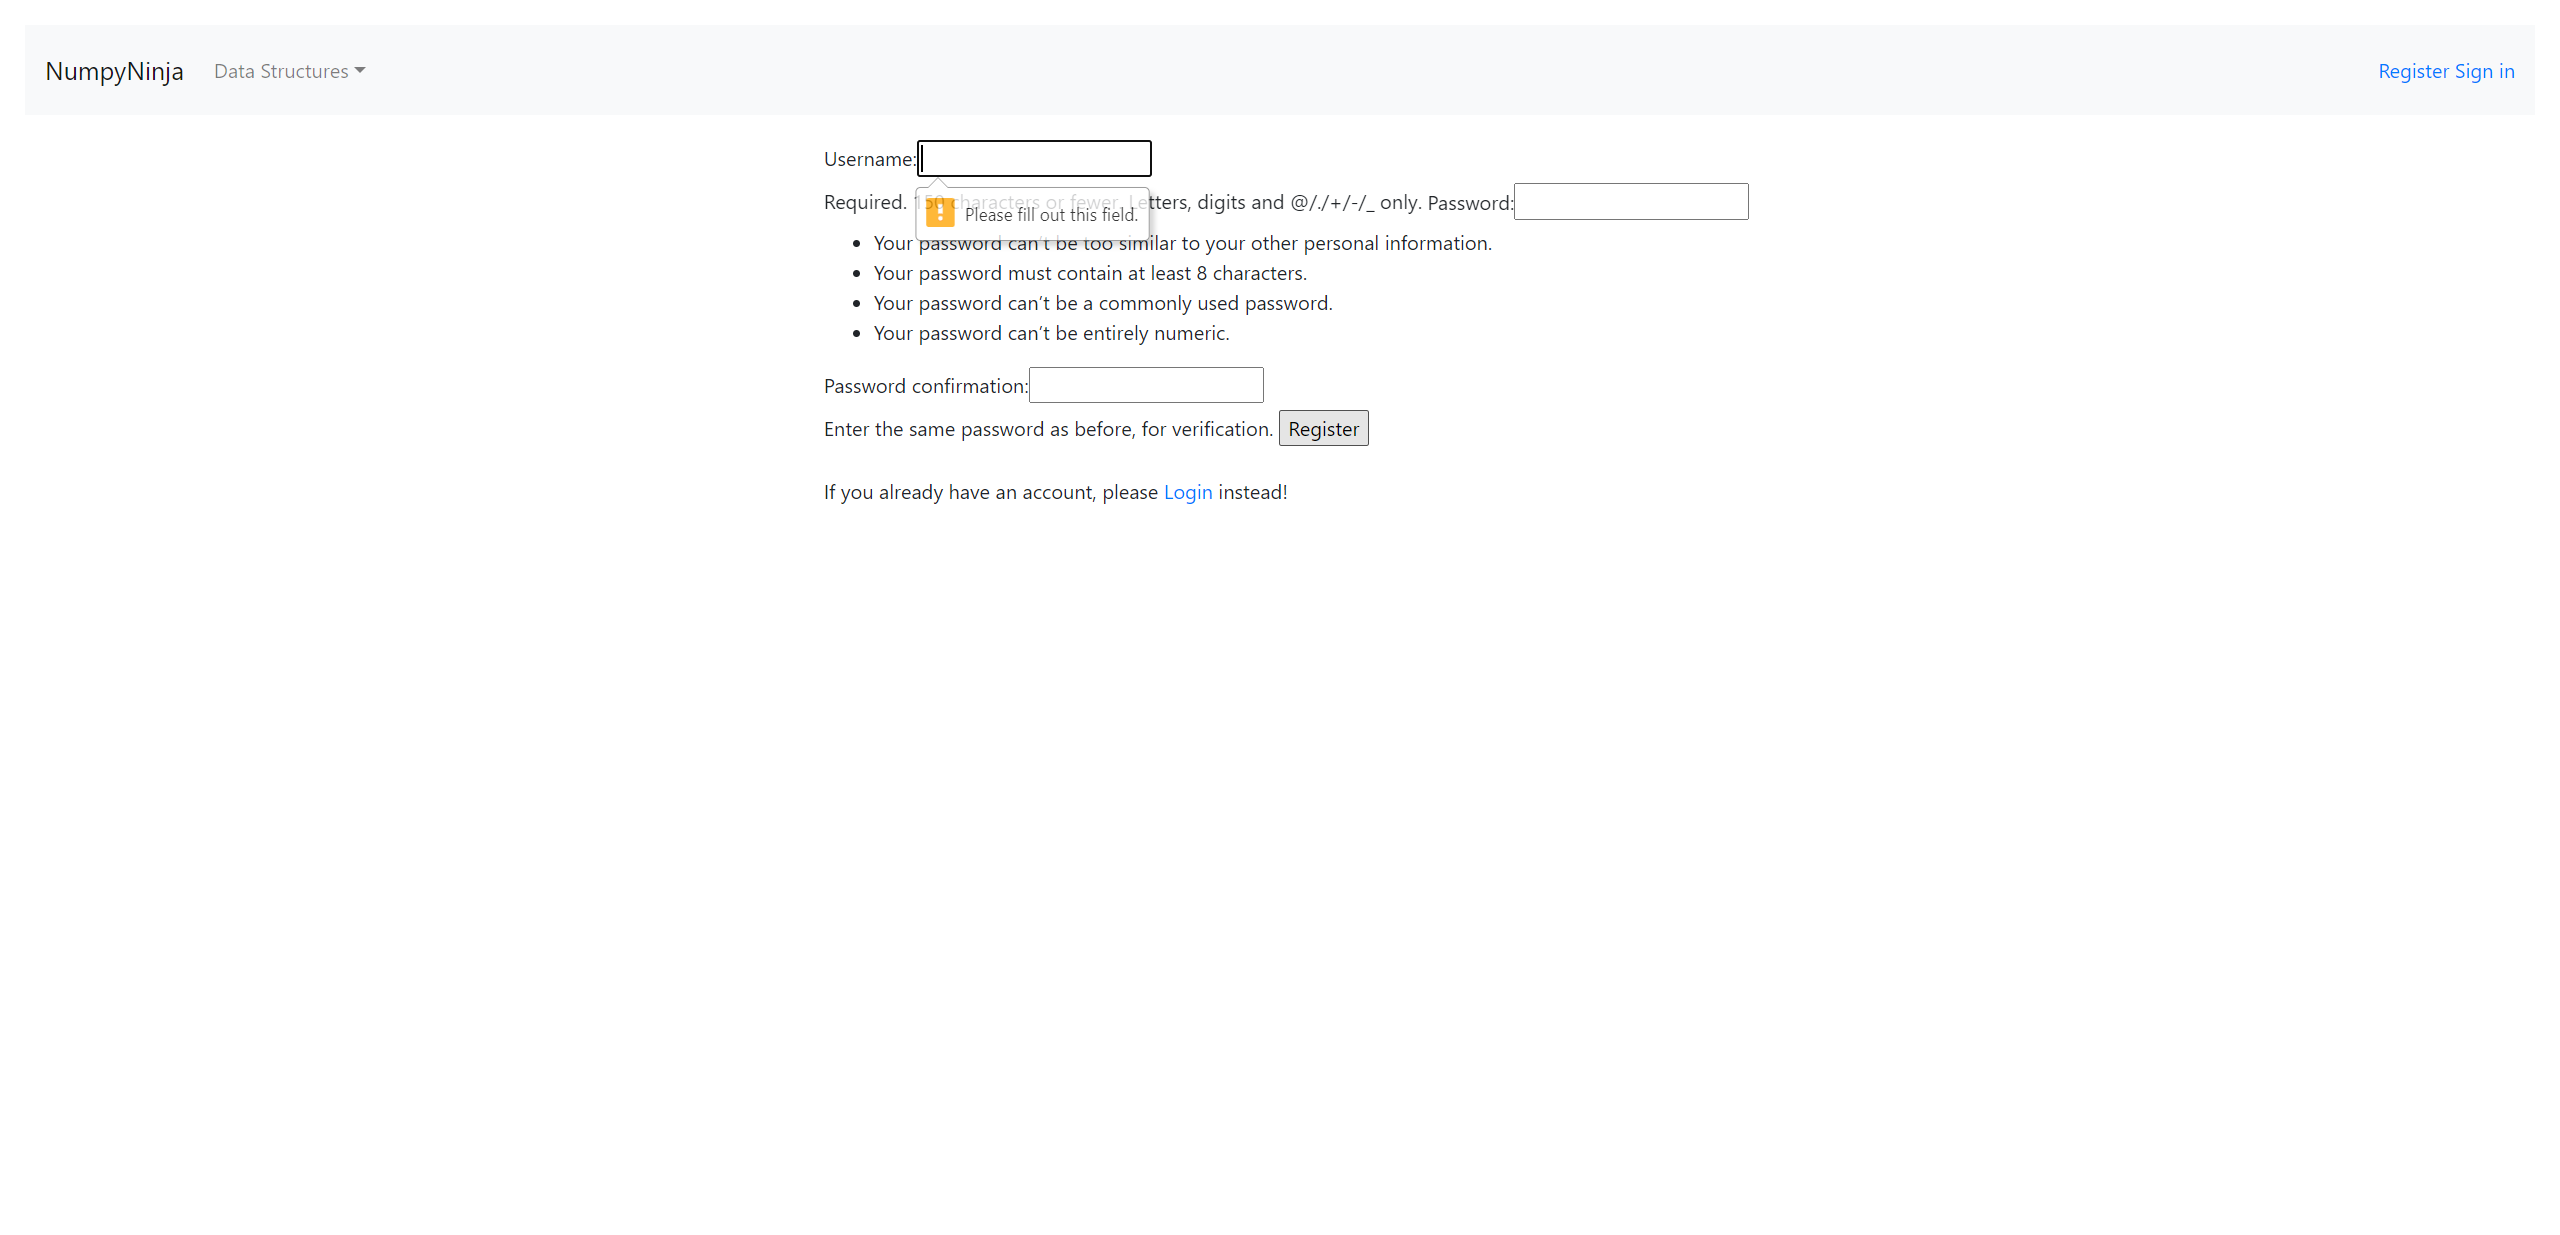 NumpyNinja Data Structures Register Sign in
Username:
Required. 150 characters or fewer. Letters, digits and @/./+/-/_ only. Password:
Please fill out this field.
• Your password can't be too similar to your other personal information.
• Your password must contain at least 8 characters.
• Your password can't be a commonly used password.
• Your password can't be entirely numeric.
Password confirmation:
Enter the same password as before, for verification. Register
If you already have an account, please Login instead!